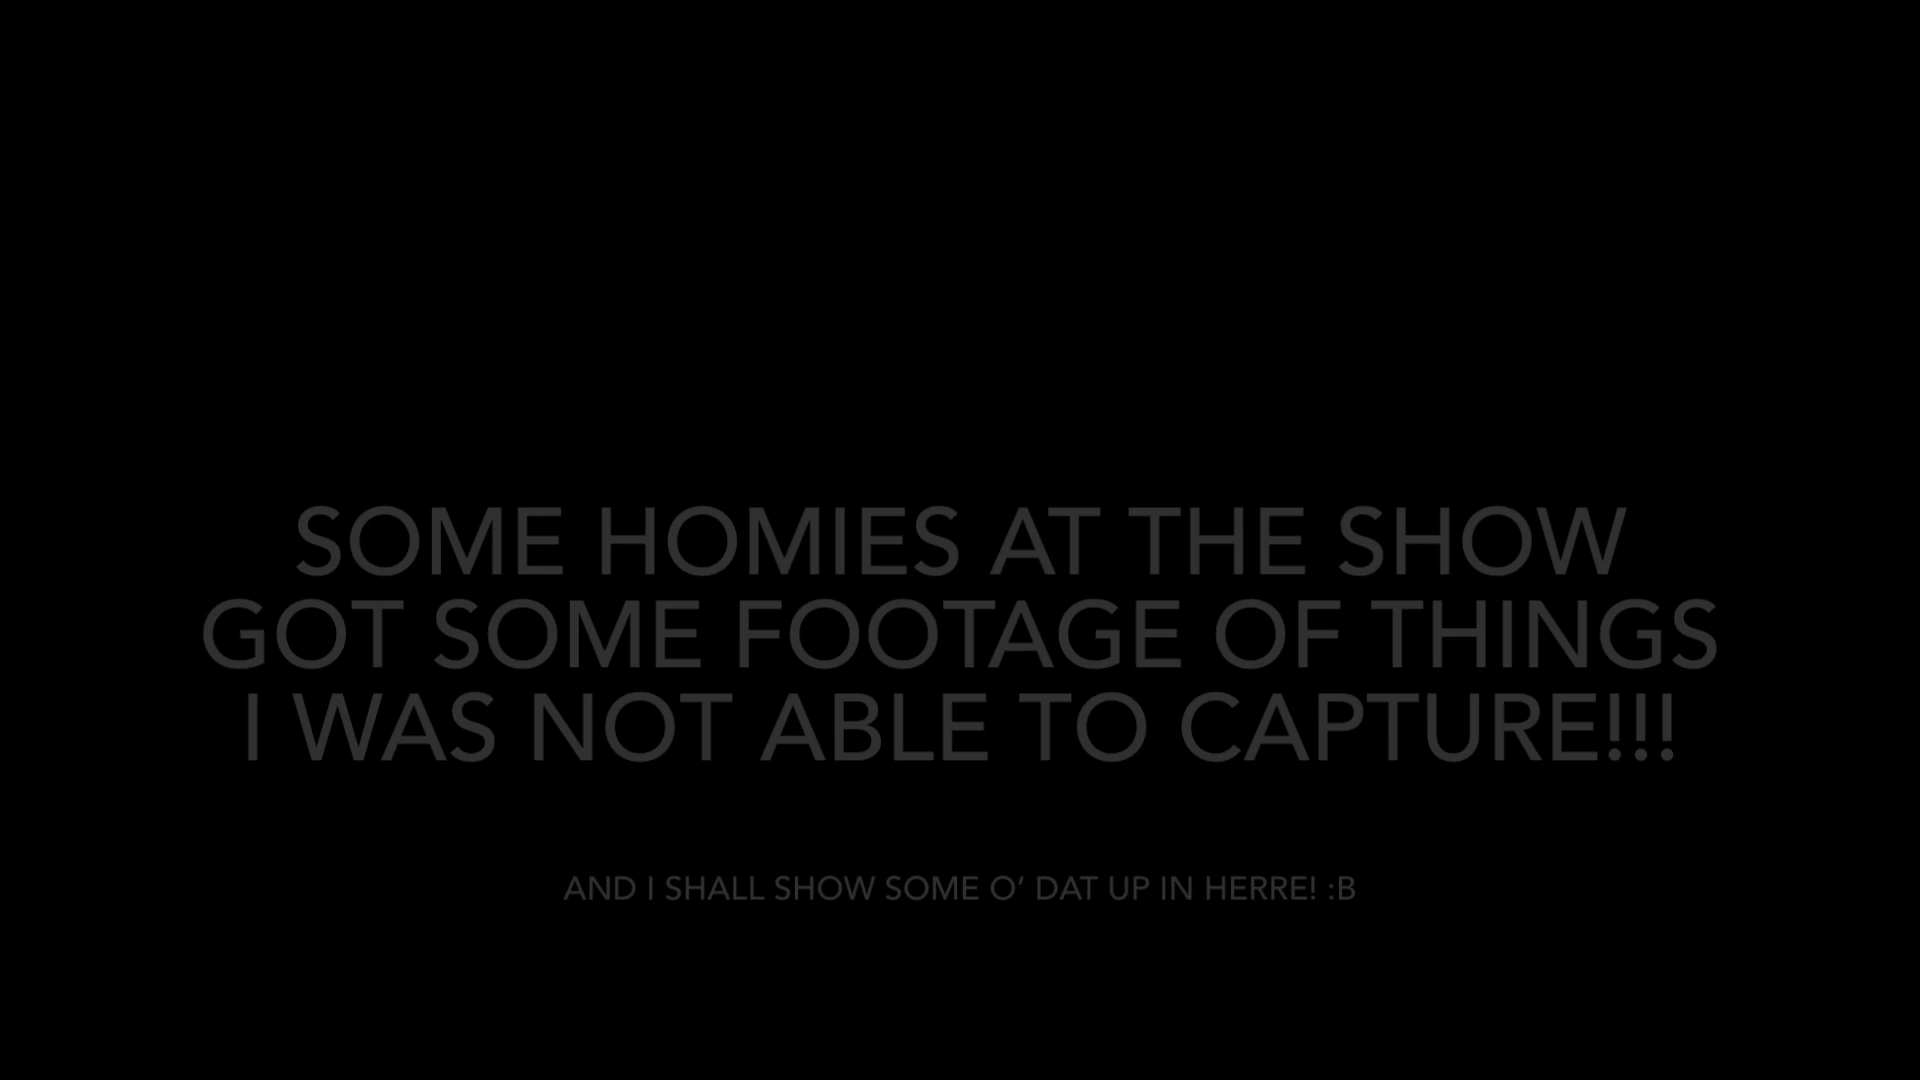 SOME HOMIES AT THE SHOW
GOT SOME FOOTAGE OF THINGS
I WAS NOT ABLE TO CAPTURE!!!
AND I SHALL SHOW SOME O’ DAT UP IN HERRE! :B